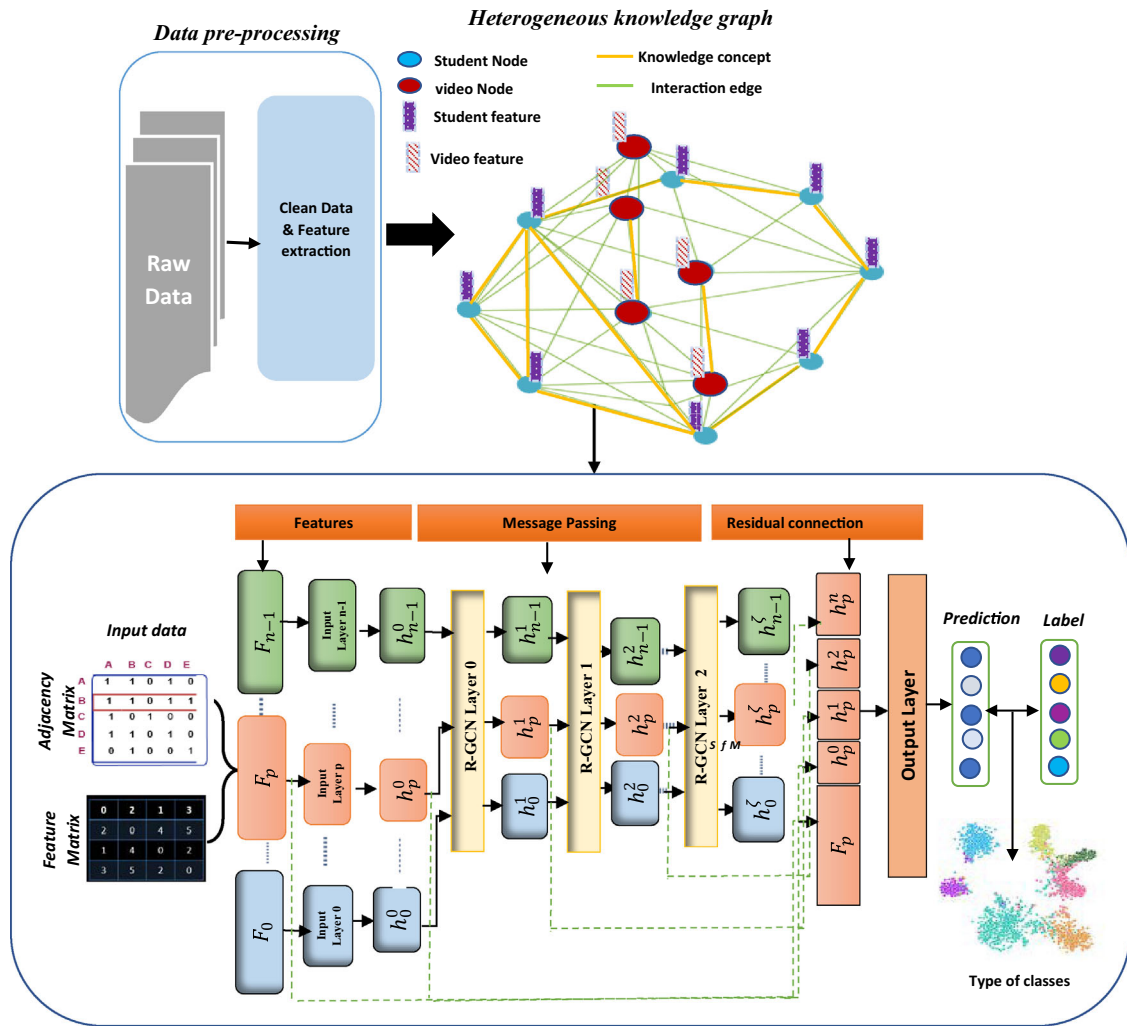 Data pre-processing
Heterogeneous knowledge graph
Student Node
Knowledge concept
video Node
Interaction edge
Student feature
Video feature
Raw
Data
Clean Data
& Feature
extraction
Features
Message Passing
Residual connection
Input data
A B C D E
A 1 1 0 1 0
B 1 1 0 1 1
C 1 0 1 0 0
D 1 1 0 1 0
E 0 1 0 0 1
Adjacency
Matrix
0 2 1 3
2 0 4 5
1 4 0 2
3 5 2 0
Feature
Matrix
F_{n−1}
Input
Layer n-1
h^0_{n−1}
F_p
Input
Layer p
h^0_p
F_0
Input
Layer 0
h^0_0
R-GCN Layer 0
h^1_{n−1}
h^1_p
h^1_0
R-GCN Layer 1
h^2_{n−1}
h^2_p
h^2_0
R-GCN Layer 2
S f M
h^ζ_{n−1}
h^ζ_p
h^ζ_0
h^n_p
h^2_p
h^1_p
h^0_p
F_p
Output Layer
Prediction
Label
Type of classes